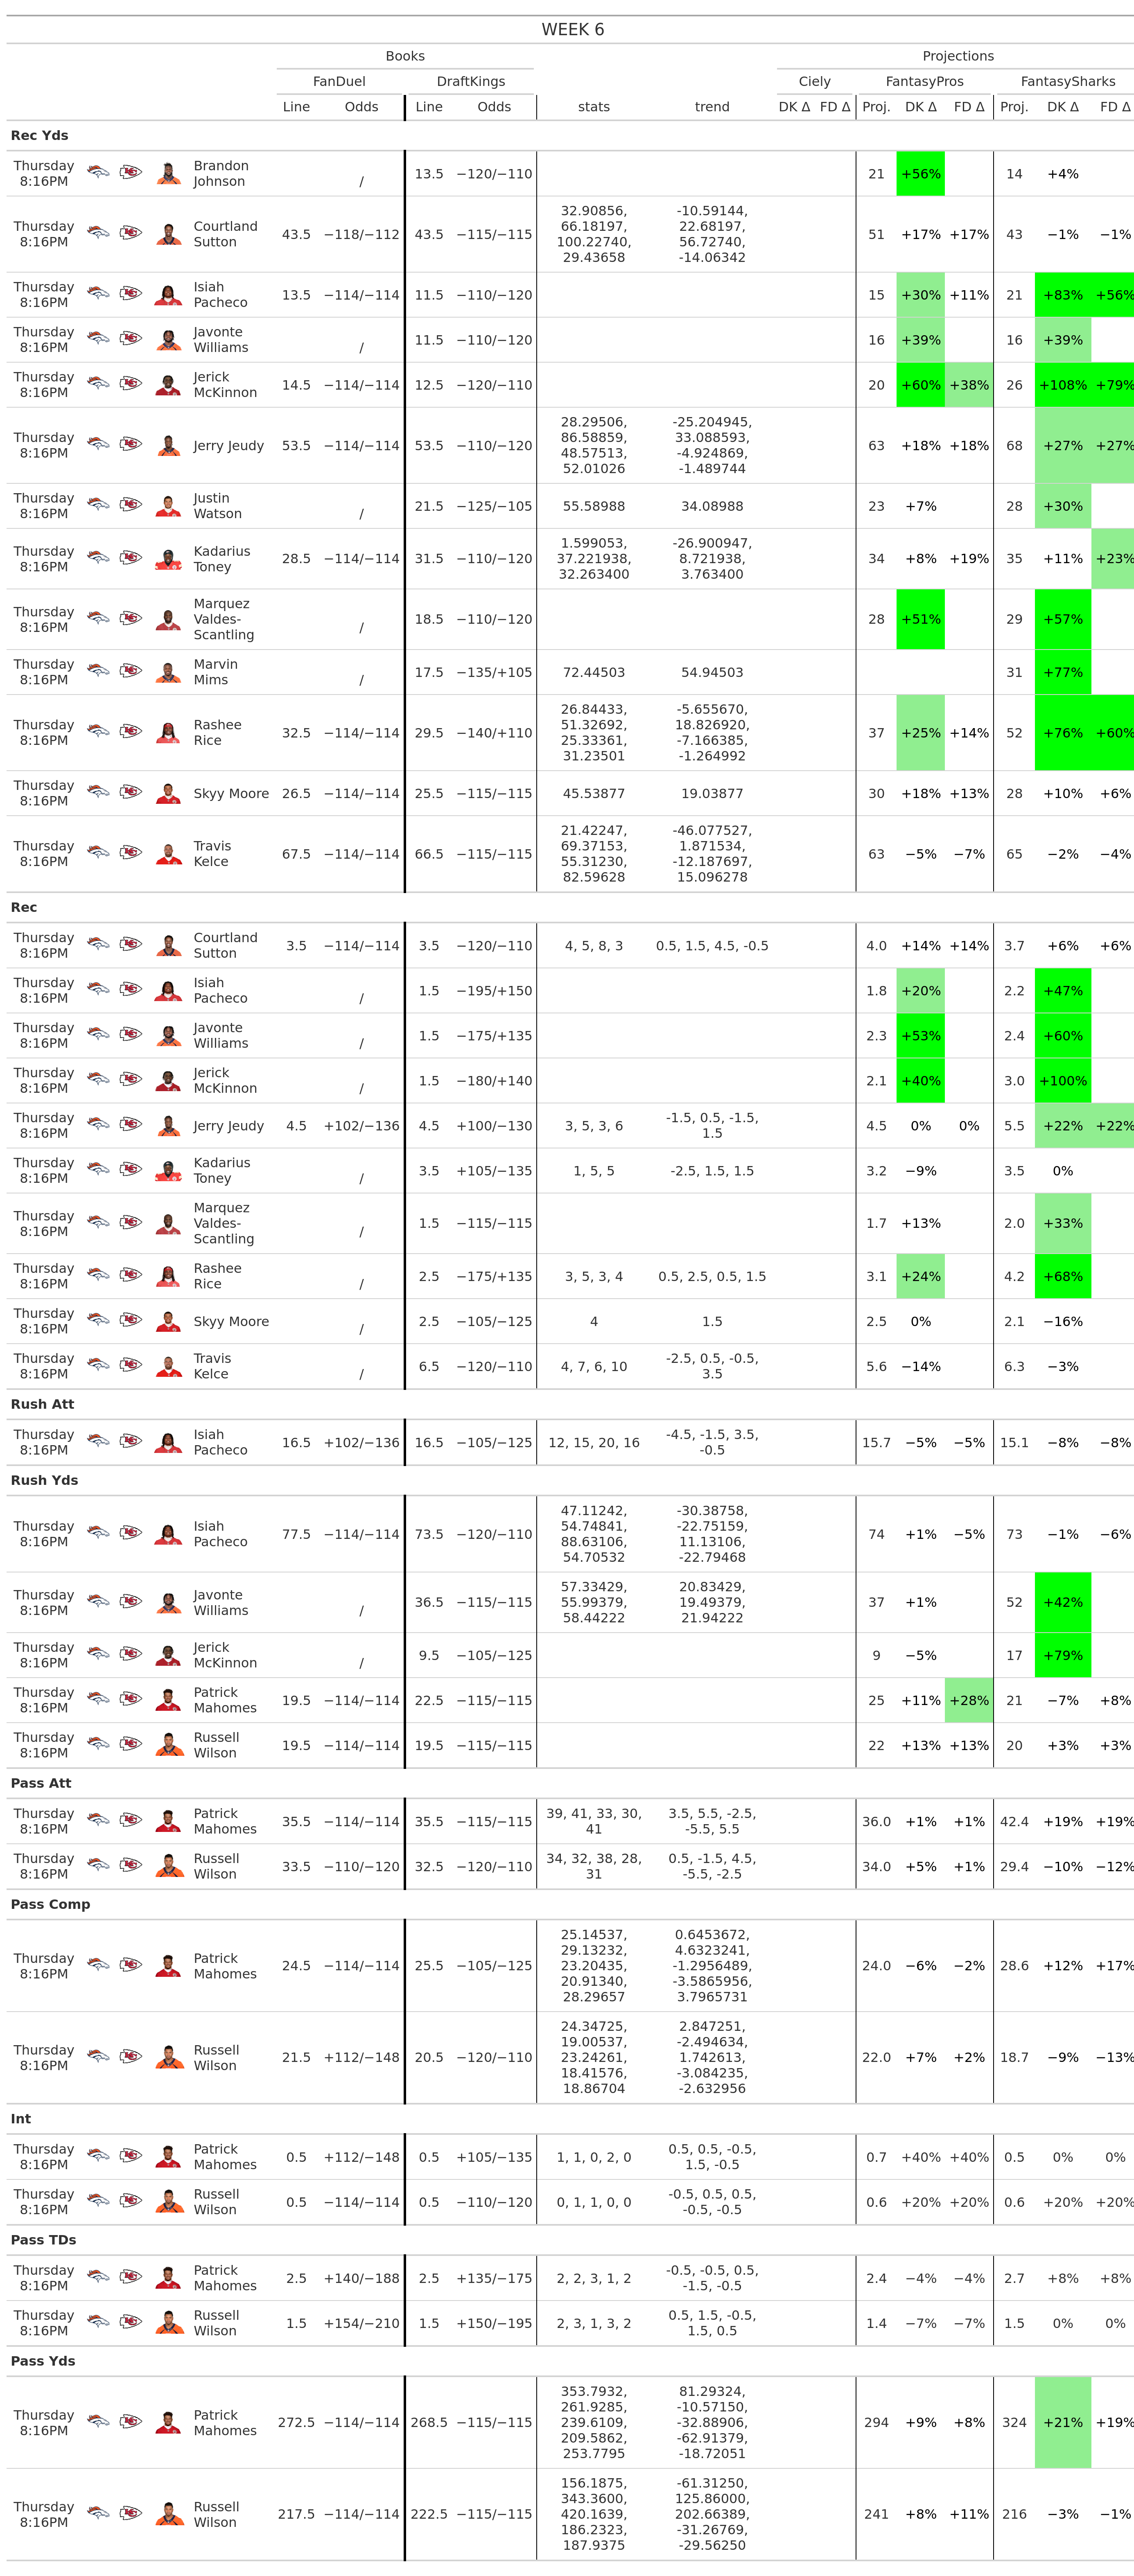 WEEK 6
Books Projections
FanDuel DraftKings Ciely FantasyPros FantasySharks
Line Odds Line Odds stats trend DK Δ FD Δ Proj. DK Δ FD Δ Proj. DK Δ FD Δ
Rec Yds
Thursday 8:16PM Brandon Johnson / 13.5 −120/−110 21 +56% 14 +4%
Thursday 8:16PM Courtland Sutton 43.5 −118/−112 43.5 −115/−115 32.90856, 66.18197, 100.22740, 29.43658 -10.59144, 22.68197, 56.72740, -14.06342 51 +17% +17% 43 −1% −1%
Thursday 8:16PM Isiah Pacheco 13.5 −114/−114 11.5 −110/−120 15 +30% +11% 21 +83% +56%
Thursday 8:16PM Javonte Williams / 11.5 −110/−120 16 +39% 16 +39%
Thursday 8:16PM Jerick McKinnon 14.5 −114/−114 12.5 −120/−110 20 +60% +38% 26 +108% +79%
Thursday 8:16PM Jerry Jeudy 53.5 −114/−114 53.5 −110/−120 28.29506, 86.58859, 48.57513, 52.01026 -25.204945, 33.088593, -4.924869, -1.489744 63 +18% +18% 68 +27% +27%
Thursday 8:16PM Justin Watson / 21.5 −125/−105 55.58988 34.08988 23 +7% 28 +30%
Thursday 8:16PM Kadarius Toney 28.5 −114/−114 31.5 −110/−120 1.599053, 37.221938, 32.263400 -26.900947, 8.721938, 3.763400 34 +8% +19% 35 +11% +23%
Thursday 8:16PM Marquez Valdes-Scantling / 18.5 −110/−120 28 +51% 29 +57%
Thursday 8:16PM Marvin Mims / 17.5 −135/+105 72.44503 54.94503 31 +77%
Thursday 8:16PM Rashee Rice 32.5 −114/−114 29.5 −140/+110 26.84433, 51.32692, 25.33361, 31.23501 -5.655670, 18.826920, -7.166385, -1.264992 37 +25% +14% 52 +76% +60%
Thursday 8:16PM Skyy Moore 26.5 −114/−114 25.5 −115/−115 45.53877 19.03877 30 +18% +13% 28 +10% +6%
Thursday 8:16PM Travis Kelce 67.5 −114/−114 66.5 −115/−115 21.42247, 69.37153, 55.31230, 82.59628 -46.077527, 1.871534, -12.187697, 15.096278 63 −5% −7% 65 −2% −4%
Rec
Thursday 8:16PM Courtland Sutton 3.5 −114/−114 3.5 −120/−110 4, 5, 8, 3 0.5, 1.5, 4.5, -0.5 4.0 +14% +14% 3.7 +6% +6%
Thursday 8:16PM Isiah Pacheco / 1.5 −195/+150 1.8 +20% 2.2 +47%
Thursday 8:16PM Javonte Williams / 1.5 −175/+135 2.3 +53% 2.4 +60%
Thursday 8:16PM Jerick McKinnon / 1.5 −180/+140 2.1 +40% 3.0 +100%
Thursday 8:16PM Jerry Jeudy 4.5 +102/−136 4.5 +100/−130 3, 5, 3, 6 -1.5, 0.5, -1.5, 1.5 4.5 0% 0% 5.5 +22% +22%
Thursday 8:16PM Kadarius Toney / 3.5 +105/−135 1, 5, 5 -2.5, 1.5, 1.5 3.2 −9% 3.5 0%
Thursday 8:16PM Marquez Valdes-Scantling / 1.5 −115/−115 1.7 +13% 2.0 +33%
Thursday 8:16PM Rashee Rice / 2.5 −175/+135 3, 5, 3, 4 0.5, 2.5, 0.5, 1.5 3.1 +24% 4.2 +68%
Thursday 8:16PM Skyy Moore / 2.5 −105/−125 4 1.5 2.5 0% 2.1 −16%
Thursday 8:16PM Travis Kelce / 6.5 −120/−110 4, 7, 6, 10 -2.5, 0.5, -0.5, 3.5 5.6 −14% 6.3 −3%
Rush Att
Thursday 8:16PM Isiah Pacheco 16.5 +102/−136 16.5 −105/−125 12, 15, 20, 16 -4.5, -1.5, 3.5, -0.5 15.7 −5% −5% 15.1 −8% −8%
Rush Yds
Thursday 8:16PM Isiah Pacheco 77.5 −114/−114 73.5 −120/−110 47.11242, 54.74841, 88.63106, 54.70532 -30.38758, -22.75159, 11.13106, -22.79468 74 +1% −5% 73 −1% −6%
Thursday 8:16PM Javonte Williams / 36.5 −115/−115 57.33429, 55.99379, 58.44222 20.83429, 19.49379, 21.94222 37 +1% 52 +42%
Thursday 8:16PM Jerick McKinnon / 9.5 −105/−125 9 −5% 17 +79%
Thursday 8:16PM Patrick Mahomes 19.5 −114/−114 22.5 −115/−115 25 +11% +28% 21 −7% +8%
Thursday 8:16PM Russell Wilson 19.5 −114/−114 19.5 −115/−115 22 +13% +13% 20 +3% +3%
Pass Att
Thursday 8:16PM Patrick Mahomes 35.5 −114/−114 35.5 −115/−115 39, 41, 33, 30, 41 3.5, 5.5, -2.5, -5.5, 5.5 36.0 +1% +1% 42.4 +19% +19%
Thursday 8:16PM Russell Wilson 33.5 −110/−120 32.5 −120/−110 34, 32, 38, 28, 31 0.5, -1.5, 4.5, -5.5, -2.5 34.0 +5% +1% 29.4 −10% −12%
Pass Comp
Thursday 8:16PM Patrick Mahomes 24.5 −114/−114 25.5 −105/−125 25.14537, 29.13232, 23.20435, 20.91340, 28.29657 0.6453672, 4.6323241, -1.2956489, -3.5865956, 3.7965731 24.0 −6% −2% 28.6 +12% +17%
Thursday 8:16PM Russell Wilson 21.5 +112/−148 20.5 −120/−110 24.34725, 19.00537, 23.24261, 18.41576, 18.86704 2.847251, -2.494634, 1.742613, -3.084235, -2.632956 22.0 +7% +2% 18.7 −9% −13%
Int
Thursday 8:16PM Patrick Mahomes 0.5 +112/−148 0.5 +105/−135 1, 1, 0, 2, 0 0.5, 0.5, -0.5, 1.5, -0.5 0.7 +40% +40% 0.5 0% 0%
Thursday 8:16PM Russell Wilson 0.5 −114/−114 0.5 −110/−120 0, 1, 1, 0, 0 -0.5, 0.5, 0.5, -0.5, -0.5 0.6 +20% +20% 0.6 +20% +20%
Pass TDs
Thursday 8:16PM Patrick Mahomes 2.5 +140/−188 2.5 +135/−175 2, 2, 3, 1, 2 -0.5, -0.5, 0.5, -1.5, -0.5 2.4 −4% −4% 2.7 +8% +8%
Thursday 8:16PM Russell Wilson 1.5 +154/−210 1.5 +150/−195 2, 3, 1, 3, 2 0.5, 1.5, -0.5, 1.5, 0.5 1.4 −7% −7% 1.5 0% 0%
Pass Yds
Thursday 8:16PM Patrick Mahomes 272.5 −114/−114 268.5 −115/−115 353.7932, 261.9285, 239.6109, 209.5862, 253.7795 81.29324, -10.57150, -32.88906, -62.91379, -18.72051 294 +9% +8% 324 +21% +19%
Thursday 8:16PM Russell Wilson 217.5 −114/−114 222.5 −115/−115 156.1875, 343.3600, 420.1639, 186.2323, 187.9375 -61.31250, 125.86000, 202.66389, -31.26769, -29.56250 241 +8% +11% 216 −3% −1%